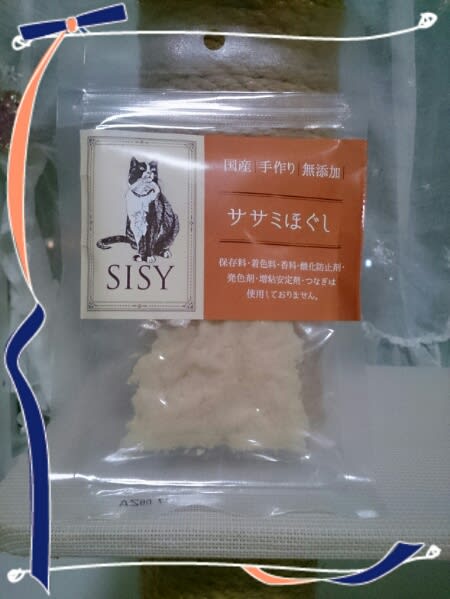 国産 | 手作り | 無添加
ササミほぐし
保存料・着色料・香料・酸化防止剤・
発色剤・増粘安定剤・つなぎは
使用しておりません。
SISY